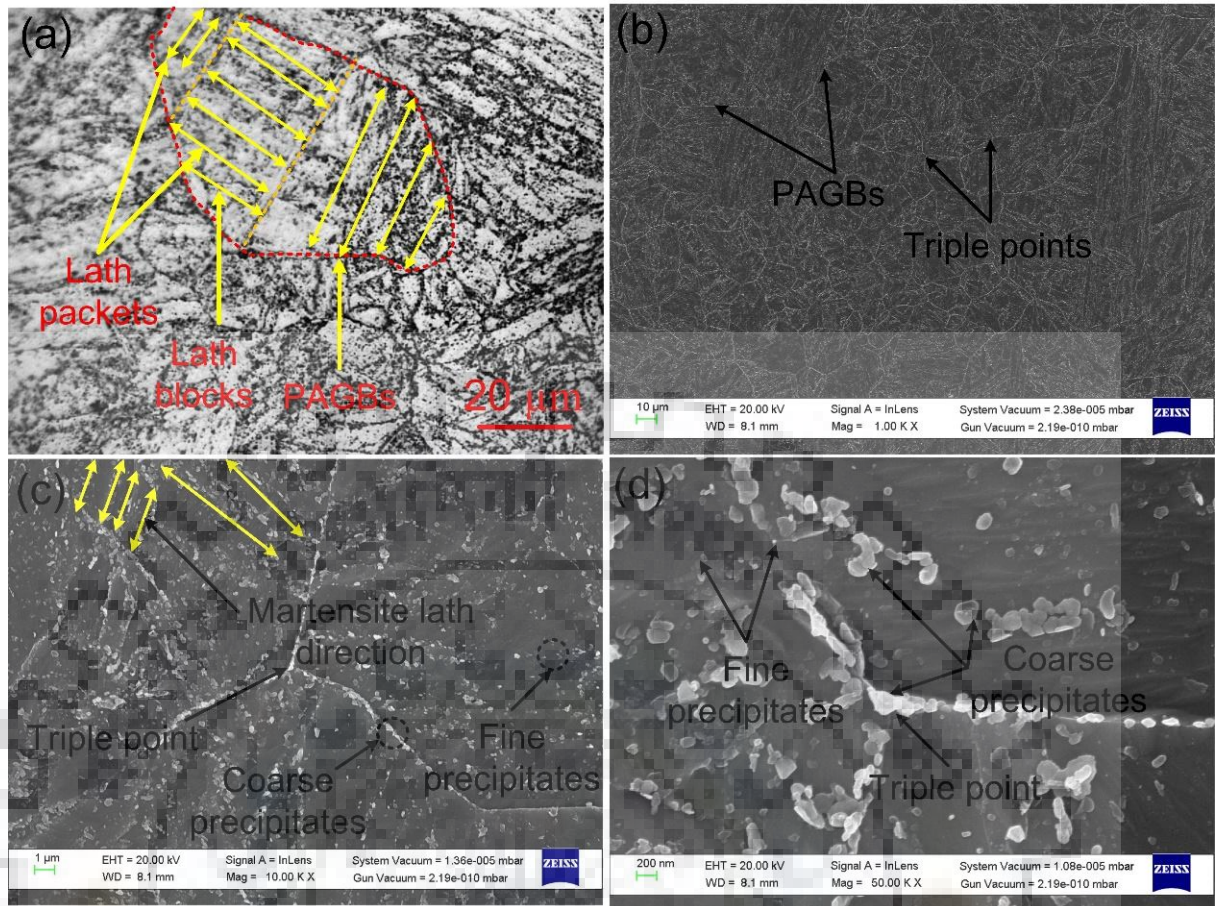 (a)
Lath
packets
Lath
blocks
PAGBs
20 µm
(b)
PAGBs
Triple points
10 µm
EHT = 20.00 kV Signal A = InLens System Vacuum = 2.38e-005 mbar
WD = 8.1 mm Mag = 1.00 K X Gun Vacuum = 2.19e-010 mbar
ZEISS
(c)
Martensite lath
direction
Triple point
Coarse
precipitates
Fine
precipitates
1 µm
EHT = 20.00 kV Signal A = InLens System Vacuum = 1.36e-005 mbar
WD = 8.1 mm Mag = 10.00 K X Gun Vacuum = 2.19e-010 mbar
ZEISS
(d)
Fine
precipitates
Coarse
precipitates
Triple point
200 nm
EHT = 20.00 kV Signal A = InLens System Vacuum = 1.08e-005 mbar
WD = 8.1 mm Mag = 50.00 K X Gun Vacuum = 2.19e-010 mbar
ZEISS